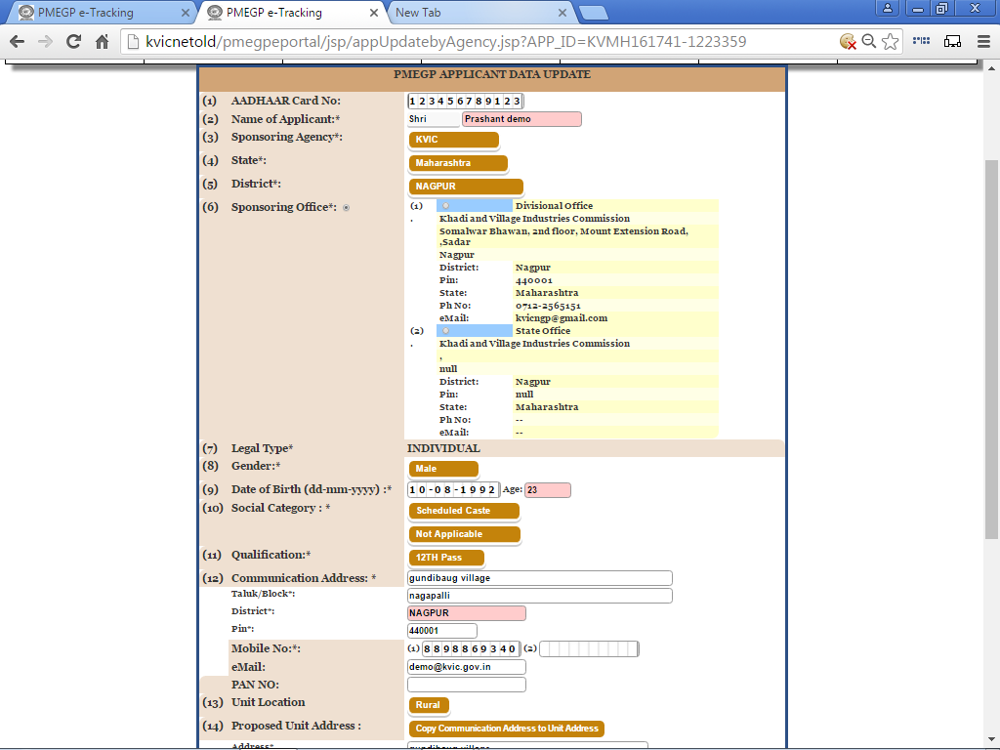 PMEGP e-Tracking
PMEGP e-Tracking
New Tab
kvicnetold/pmegpeportal/jsp/appUpdatebyAgency.jsp?APP_ID=KVMH161741-1223359
PMEGP APPLICANT DATA UPDATE
(1) AADHAAR Card No: 123456789123
(2) Name of Applicant:* Shri Prashant demo
(3) Sponsoring Agency*: KVIC
(4) State*: Maharashtra
(5) District*: NAGPUR
(6) Sponsoring Office*: (1) Divisional Office
. Khadi and Village Industries Commission
Somalwar Bhawan, 2nd floor, Mount Extension Road,
,Sadar
Nagpur
District: Nagpur
Pin: 440001
State: Maharashtra
Ph No: 0712-2565151
eMail: kvicngp@gmail.com
(2) State Office
. Khadi and Village Industries Commission
,
null
District: Nagpur
Pin: null
State: Maharashtra
Ph No: --
eMail: --
(7) Legal Type* INDIVIDUAL
(8) Gender:* Male
(9) Date of Birth (dd-mm-yyyy) :* 10-08-1992 Age: 23
(10) Social Category : * Scheduled Caste
Not Applicable
(11) Qualification:* 12TH Pass
(12) Communication Address: * gundibaug village
Taluk/Block*: nagapalli
District*: NAGPUR
Pin*: 440001
Mobile No:*: (1) 8898869340 (2)
eMail: demo@kvic.gov.in
PAN NO:
(13) Unit Location Rural
(14) Proposed Unit Address : Copy Communication Address to Unit Address
Address* gundibaug village